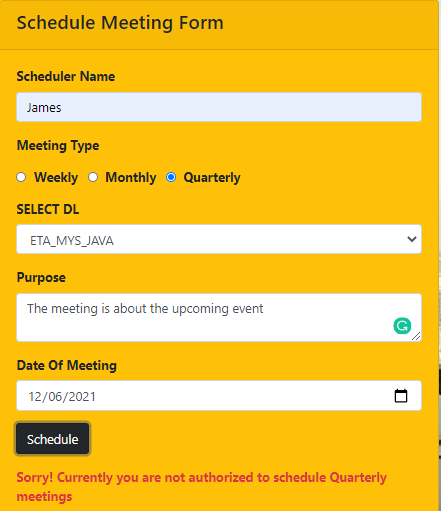 Schedule Meeting Form
Scheduler Name
James
Meeting Type
Weekly Monthly Quarterly
SELECT DL
ETA_MYS_JAVA
Purpose
The meeting is about the upcoming event
Date Of Meeting
12/06/2021
Schedule
Sorry! Currently you are not authorized to schedule Quarterly
meetings